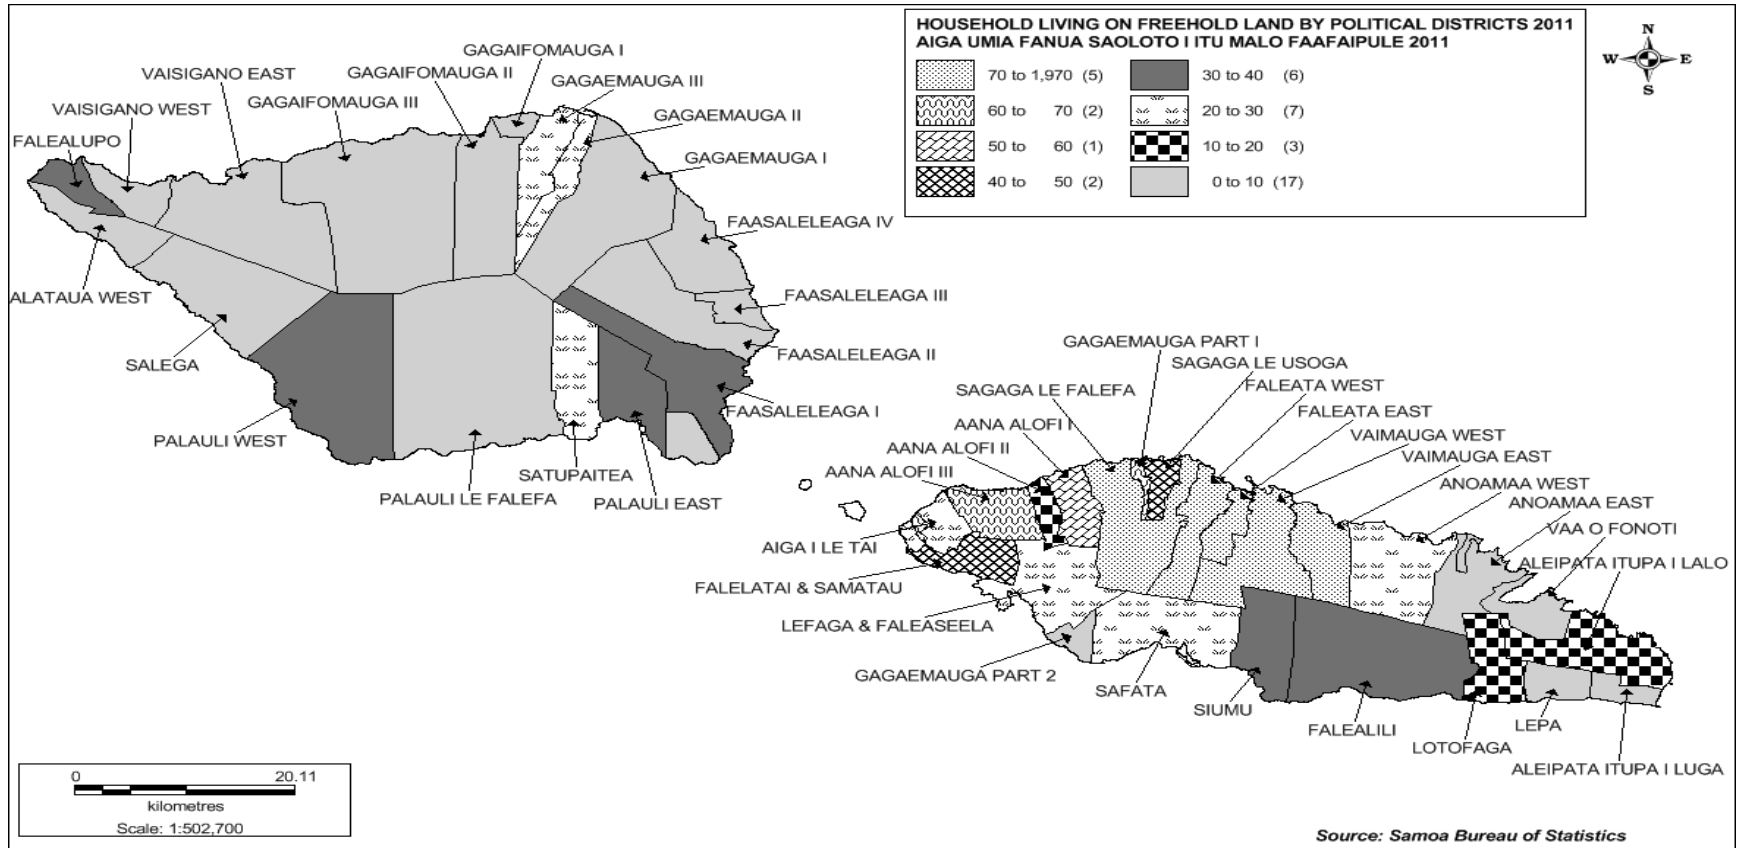 HOUSEHOLD LIVING ON FREEHOLD LAND BY POLITICAL DISTRICTS 2011
AIGA UMIA FANUA SAOLOTO I ITU MALO FAAFAIPULE 2011
70 to 1,970 (5)
60 to 70 (2)
50 to 60 (1)
40 to 50 (2)
30 to 40 (6)
20 to 30 (7)
10 to 20 (3)
0 to 10 (17)
N
W E
S
GAGAIFOMAUGA I
GAGAIFOMAUGA II
GAGAEMAUGA III
VAISIGANO EAST
GAGAIFOMAUGA III
VAISIGANO WEST
GAGAEMAUGA II
FALEALUPO
GAGAEMAUGA I
FAASALELEAGA IV
ALATAUA WEST
FAASALELEAGA III
FAASALELEAGA II
SALEGA
FAASALELEAGA I
PALAULI WEST
SATUPAITEA
PALAULI LE FALEFA
PALAULI EAST
GAGAEMAUGA PART I
SAGAGA LE USOGA
SAGAGA LE FALEFA
FALEATA WEST
FALEATA EAST
AANA ALOFI I
VAIMAUGA WEST
AANA ALOFI II
VAIMAUGA EAST
AANA ALOFI III
ANOAMAA WEST
ANOAMAA EAST
VAA O FONOTI
AIGA I LE TAI
ALEIPATA ITUPA I LALO
FALELATAI & SAMATAU
LEFAGA & FALEASEELA
GAGAEMAUGA PART 2
SAFATA
SIUMU
FALEALILI
LEPA
LOTOFAGA
ALEIPATA ITUPA I LUGA
0 20.11
kilometres
Scale: 1:502,700
Source: Samoa Bureau of Statistics